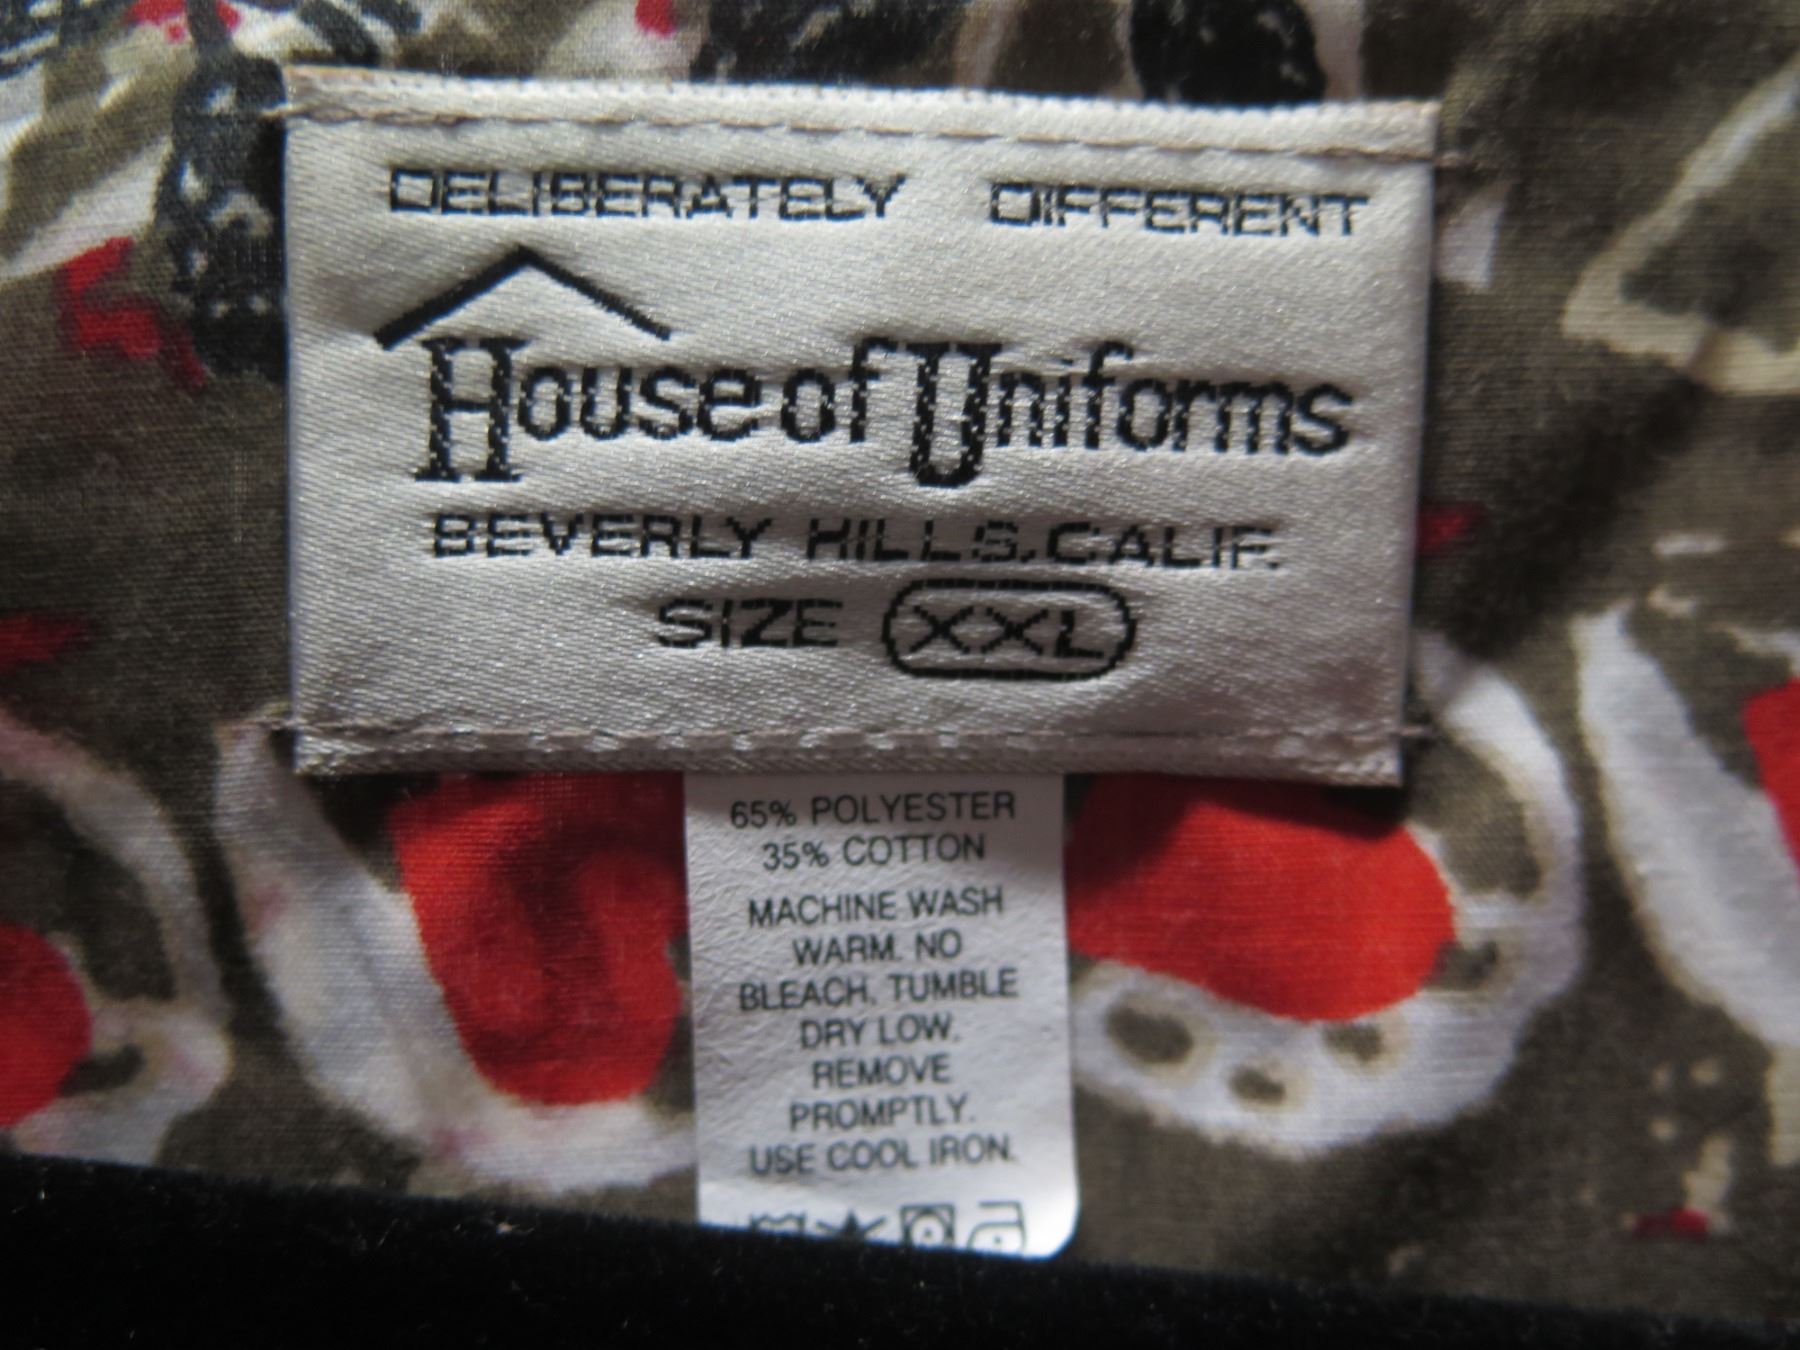 DELIBERATELY DIFFERENT
House of Uniforms
BEVERLY HILLS, CALIF.
SIZE XXL
65% POLYESTER
35% COTTON
MACHINE WASH
WARM. NO
BLEACH. TUMBLE
DRY LOW.
REMOVE
PROMPTLY.
USE COOL IRON.